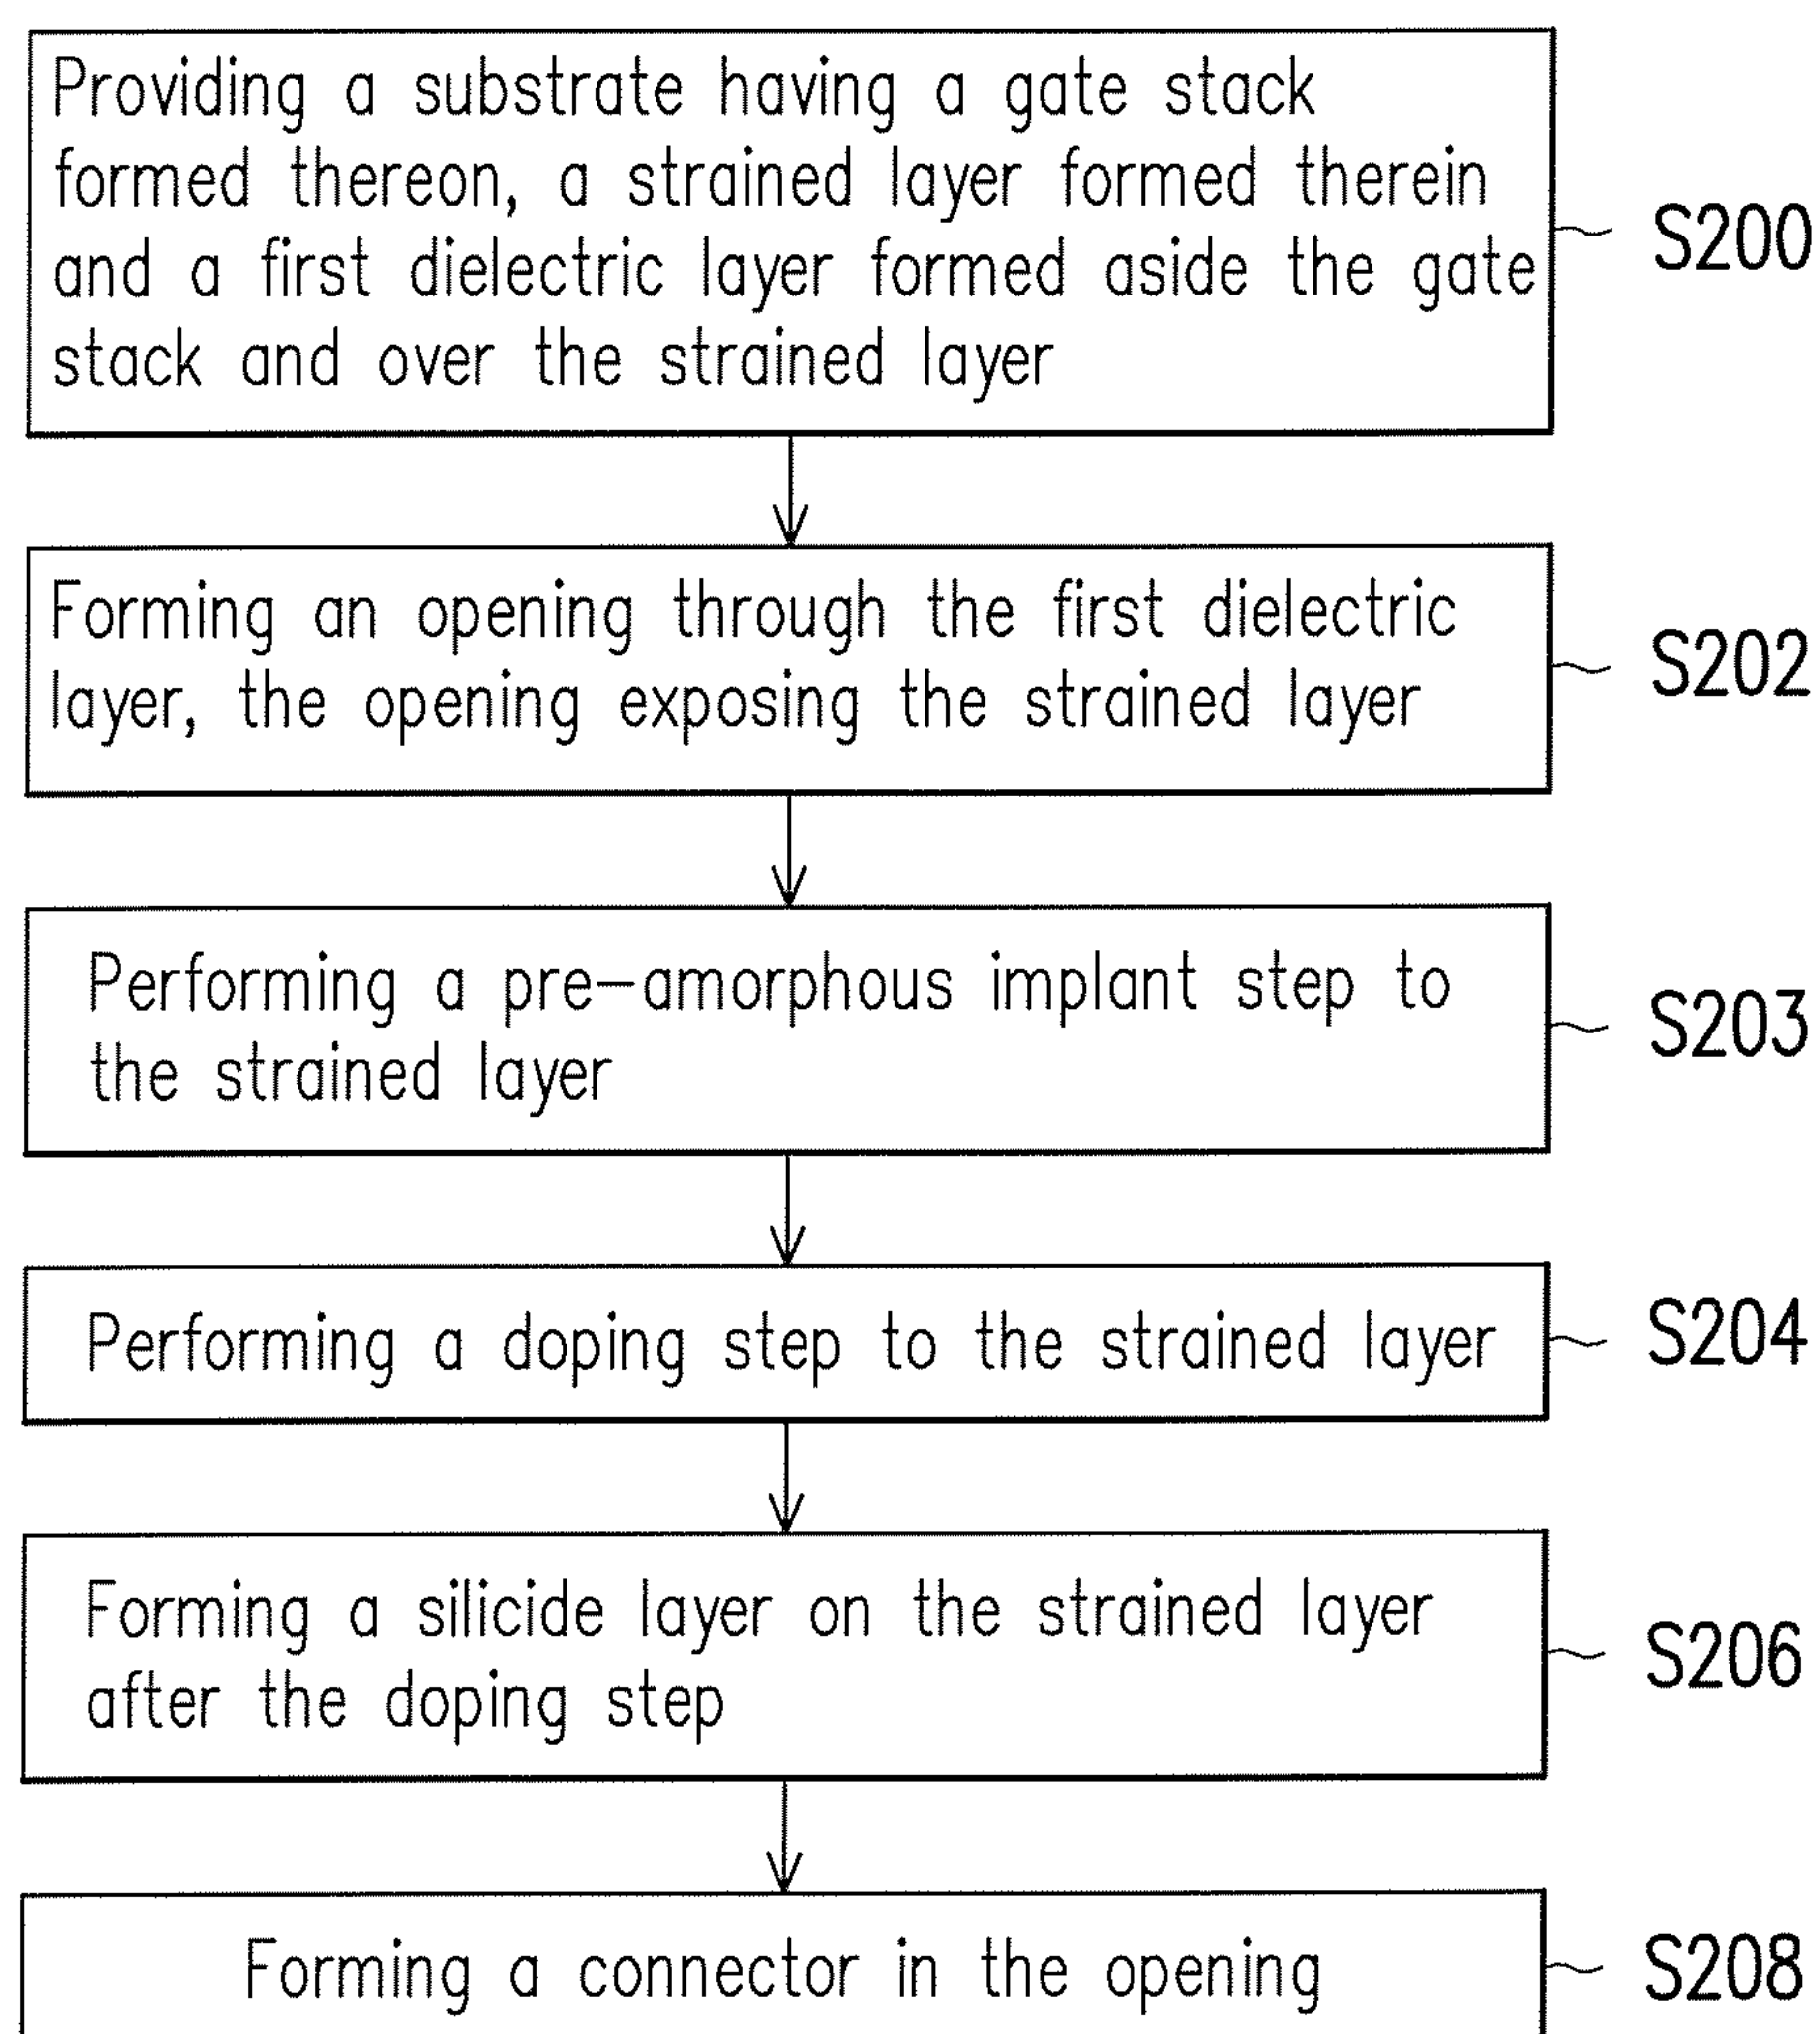 Providing a substrate having a gate stack
formed thereon, a strained layer formed therein
and a first dielectric layer formed aside the gate
stack and over the strained layer
S200
Forming an opening through the first dielectric
layer, the opening exposing the strained layer
S202
Performing a pre-amorphous implant step to
the strained layer
S203
Performing a doping step to the strained layer
S204
Forming a silicide layer on the strained layer
after the doping step
S206
Forming a connector in the opening
S208